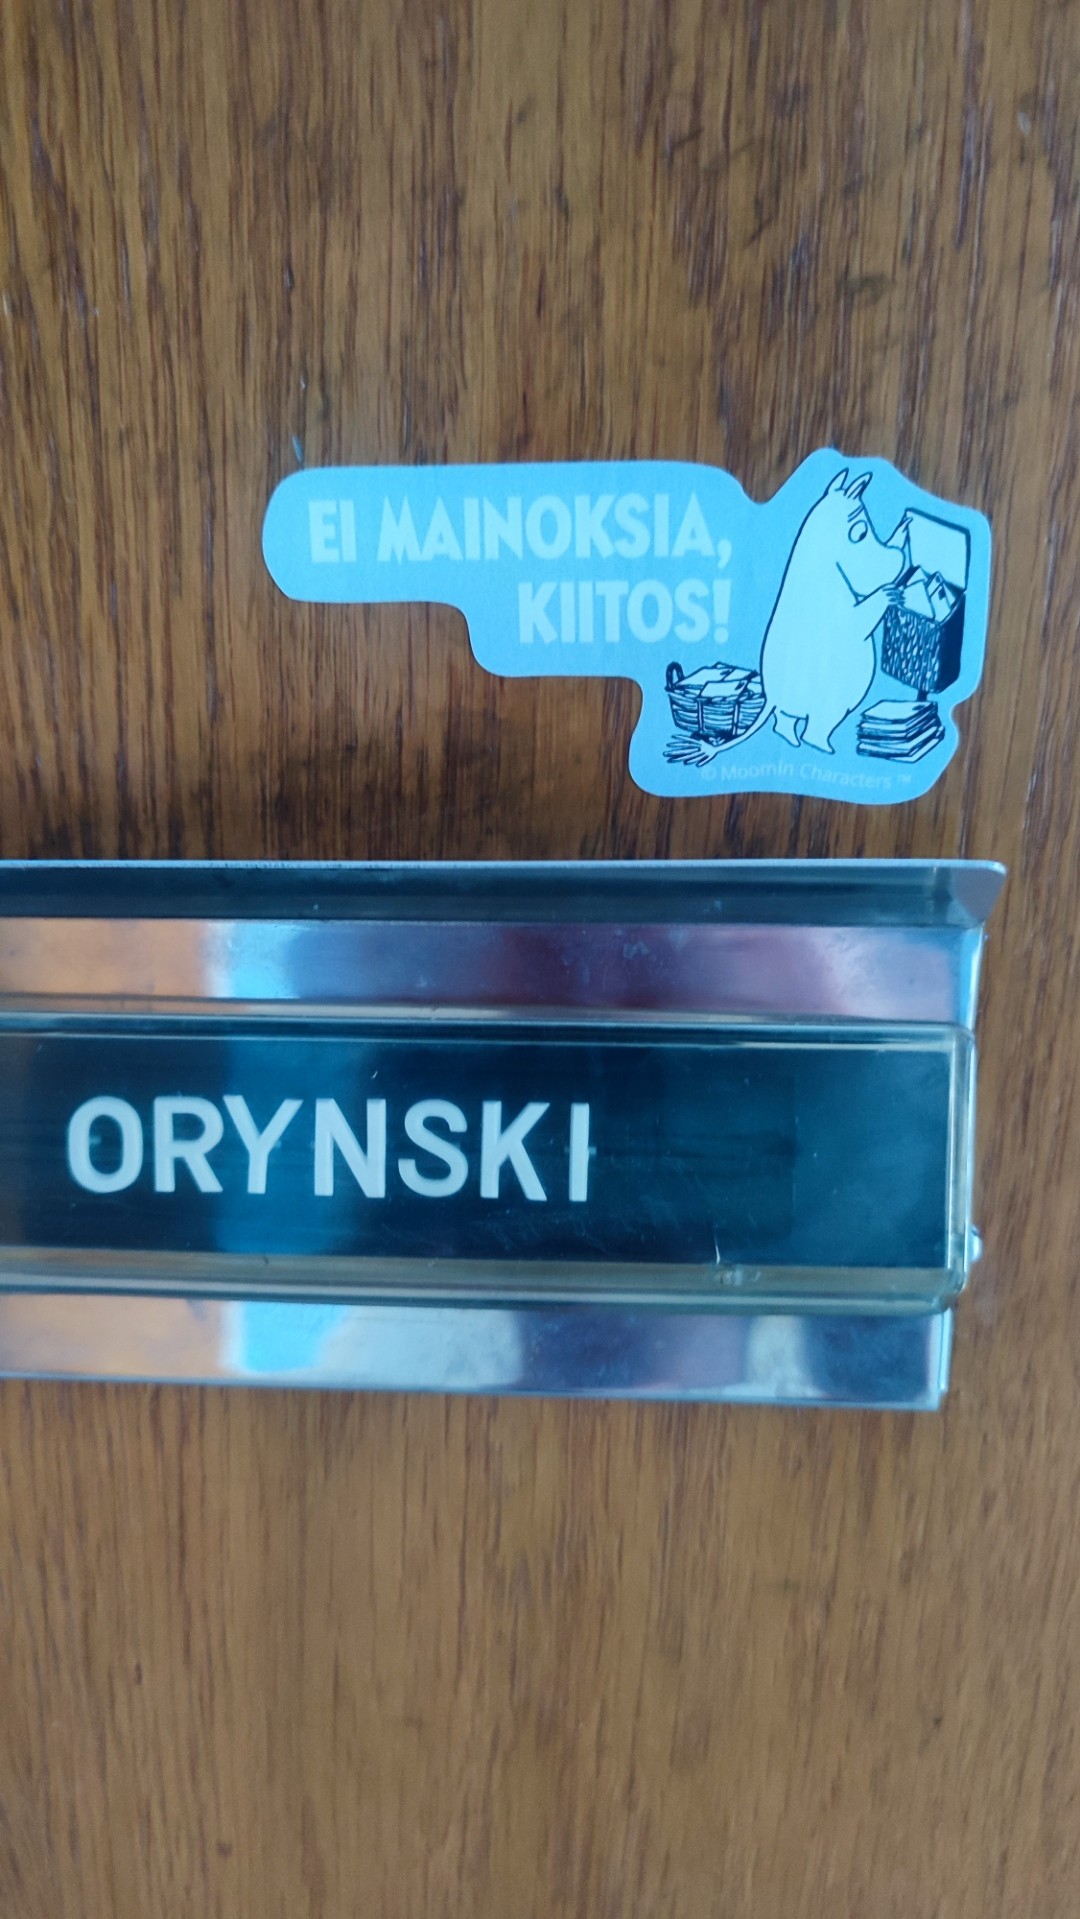 EI MAINOKSIA,
KIITOS!
© Moomin Characters ™
ORYNSKI